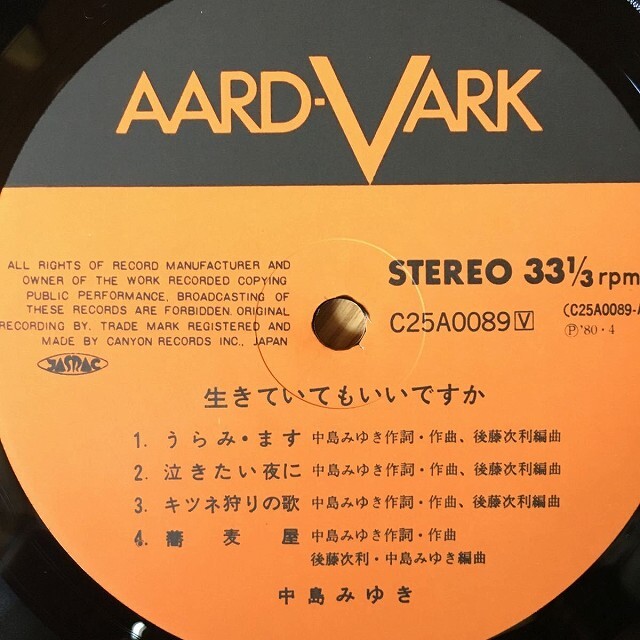 AARD-VARK
ALL RIGHTS OF RECORD MANUFACTURER AND
OWNER OF THE WORK RECORDED COPYING
PUBLIC PERFORMANCE, BROADCASTING OF
THESE RECORDS ARE FORBIDDEN. ORIGINAL
RECORDING BY. TRADE MARK REGISTERED AND
MADE BY CANYON RECORDS INC., JAPAN
JASRAC
STEREO 33⅓rpm
C25A0089 V
(C25A0089-A
Ⓟ'80・4
生きていてもいいですか
1. うらみ・ます 中島みゆき作詞・作曲、後藤次利編曲
2. 泣きたい夜に 中島みゆき作詞・作曲、後藤次利編曲
3. キツネ狩りの歌 中島みゆき作詞・作曲、後藤次利編曲
4. 蕎麦屋 中島みゆき作詞・作曲
後藤次利・中島みゆき編曲
中島みゆき